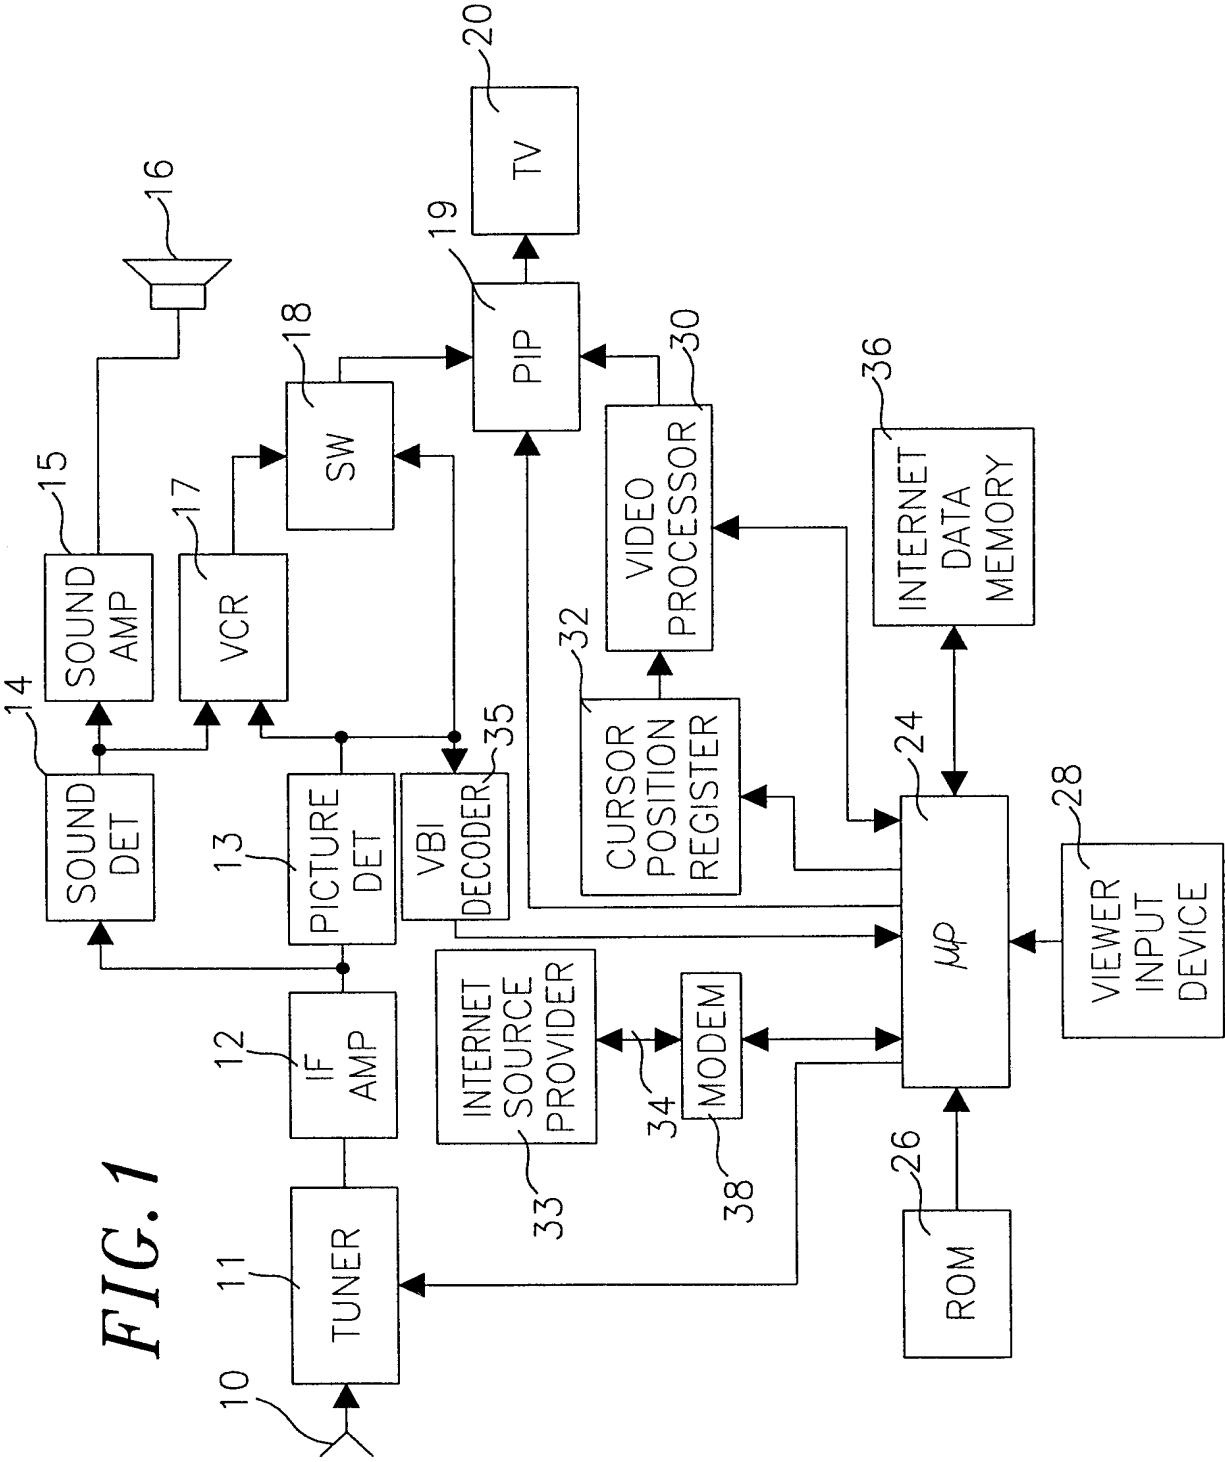 FIG. 1
10
11
TUNER
12
IF
AMP
13
PICTURE
DET
14
SOUND
DET
15
SOUND
AMP
16
17
VCR
18
SW
19
PIP
20
TV
35
VBI
DECODER
33
INTERNET
SOURCE
PROVIDER
34
38
MODEM
32
CURSOR
POSITION
REGISTER
30
VIDEO
PROCESSOR
26
ROM
24
μP
36
INTERNET
DATA
MEMORY
28
VIEWER
INPUT
DEVICE